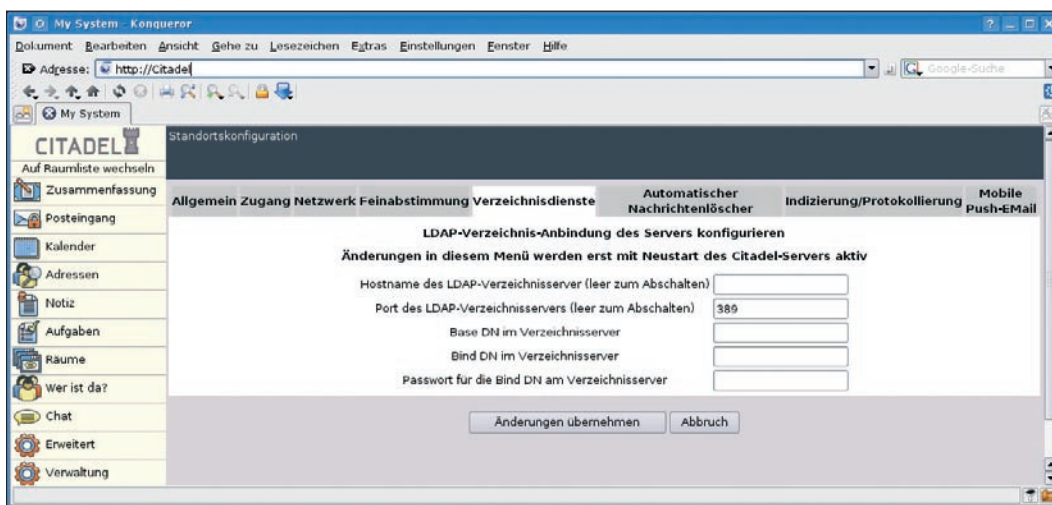 My System - Konqueror
Dokument Bearbeiten Ansicht Gehe zu Lesezeichen Extras Einstellungen Fenster Hilfe
Adresse: http://Citadel
Google-Suche
My System
CITADEL
Auf Raumliste wechseln
Zusammenfassung
Posteingang
Kalender
Adressen
Notiz
Aufgaben
Räume
Wer ist da?
Chat
Erweitert
Verwaltung
Standortskonfiguration
Allgemein Zugang Netzwerk Feinabstimmung Verzeichnisdienste Automatischer Nachrichtenlöscher Indizierung/Protokollierung Mobile Push-EMail
LDAP-Verzeichnis-Anbindung des Servers konfigurieren
Änderungen in diesem Menü werden erst mit Neustart des Citadel-Servers aktiv
Hostname des LDAP-Verzeichnisserver (leer zum Abschalten)
Port des LDAP-Verzeichnisservers (leer zum Abschalten) 389
Base DN im Verzeichnisserver
Bind DN im Verzeichnisserver
Passwort für die Bind DN am Verzeichnisserver
Änderungen übernehmen Abbruch